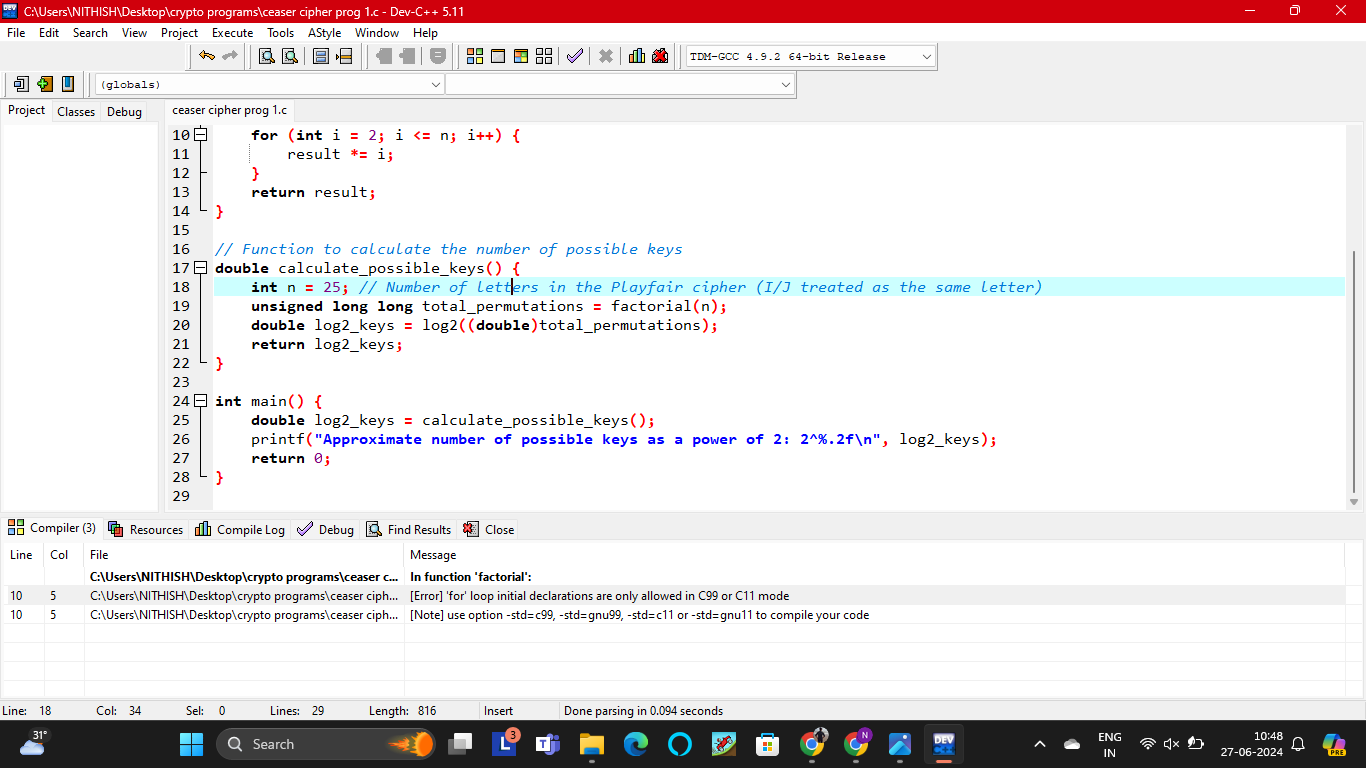 C:\Users\NITHISH\Desktop\crypto programs\ceaser cipher prog 1.c - Dev-C++ 5.11
File Edit Search View Project Execute Tools AStyle Window Help
TDM-GCC 4.9.2 64-bit Release
(globals)
Project Classes Debug
ceaser cipher prog 1.c
10 for (int i = 2; i <= n; i++) {
11 result *= i;
12 }
13 return result;
14 }
15
16 // Function to calculate the number of possible keys
17 double calculate_possible_keys() {
18 int n = 25; // Number of letters in the Playfair cipher (I/J treated as the same letter)
19 unsigned long long total_permutations = factorial(n);
20 double log2_keys = log2((double)total_permutations);
21 return log2_keys;
22 }
23
24 int main() {
25 double log2_keys = calculate_possible_keys();
26 printf("Approximate number of possible keys as a power of 2: 2^%.2f\n", log2_keys);
27 return 0;
28 }
29
Compiler (3) Resources Compile Log Debug Find Results Close
Line Col File Message
C:\Users\NITHISH\Desktop\crypto programs\ceaser c... In function 'factorial':
10 5 C:\Users\NITHISH\Desktop\crypto programs\ceaser ciph... [Error] 'for' loop initial declarations are only allowed in C99 or C11 mode
10 5 C:\Users\NITHISH\Desktop\crypto programs\ceaser ciph... [Note] use option -std=c99, -std=gnu99, -std=c11 or -std=gnu11 to compile your code
Line: 18 Col: 34 Sel: 0 Lines: 29 Length: 816 Insert Done parsing in 0.094 seconds
31° Search L 3 T N DEV ENG IN 10:48 27-06-2024 PRE